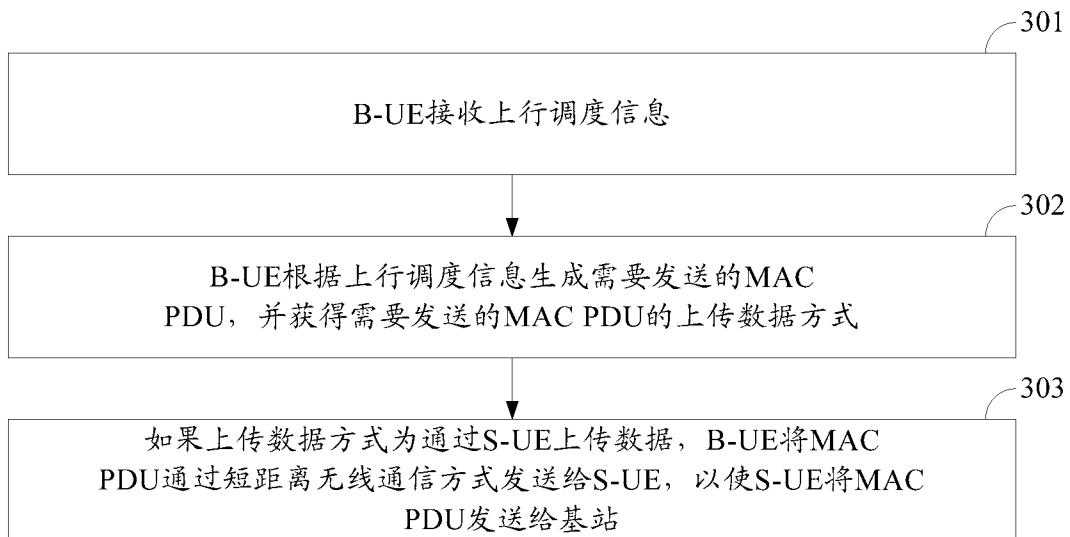 301
B-UE接收上行调度信息
302
B-UE根据上行调度信息生成需要发送的MAC
PDU，并获得需要发送的MAC PDU的上传数据方式
303
如果上传数据方式为通过S-UE上传数据，B-UE将MAC
PDU通过短距离无线通信方式发送给S-UE，以使S-UE将MAC
PDU发送给基站